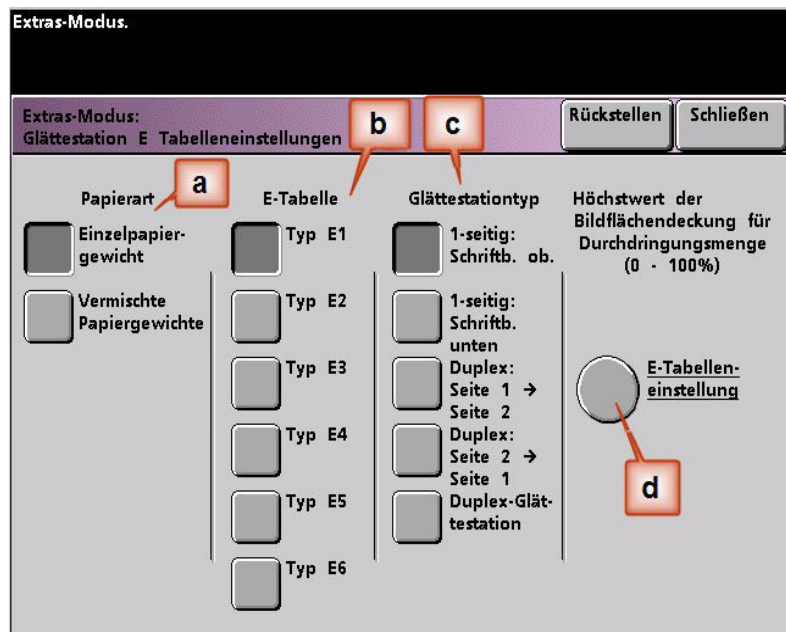 Extras-Modus.
Extras-Modus:
Glättestation E Tabelleneinstellungen
Rückstellen
Schließen
a
b
c
Papierart
Einzelpapier-
gewicht
Vermischte
Papiergewichte
E-Tabelle
Typ E1
Typ E2
Typ E3
Typ E4
Typ E5
Typ E6
Glättestationtyp
1-seitig:
Schriftb. ob.
1-seitig:
Schriftb.
unten
Duplex:
Seite 1 →
Seite 2
Duplex:
Seite 2 →
Seite 1
Duplex-Glät-
testation
Höchstwert der
Bildflächendeckung für
Durchdringungsmenge
(0 - 100%)
E-Tabellen-
einstellung
d